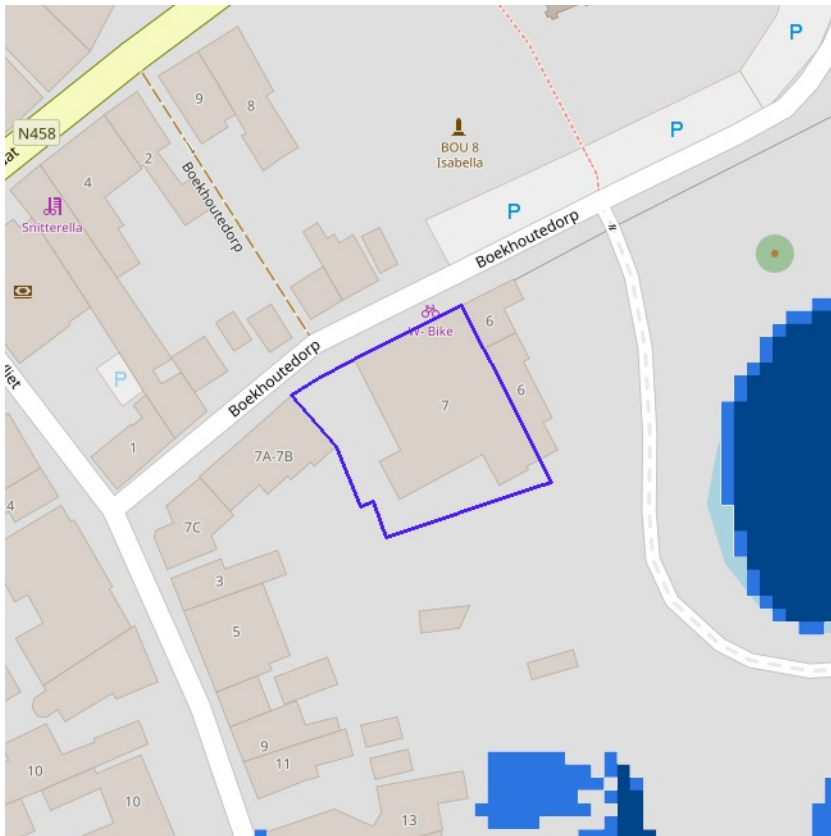 9
8
N458
2
4
Boekhoutedorp
BOU 8
Isabella
P
P
P
Snitterella
Boekhoutedorp
W- Bike
6
P
Boekhoutedorp
6
7
1
7A-7B
4
7C
3
5
9
11
10
10
13